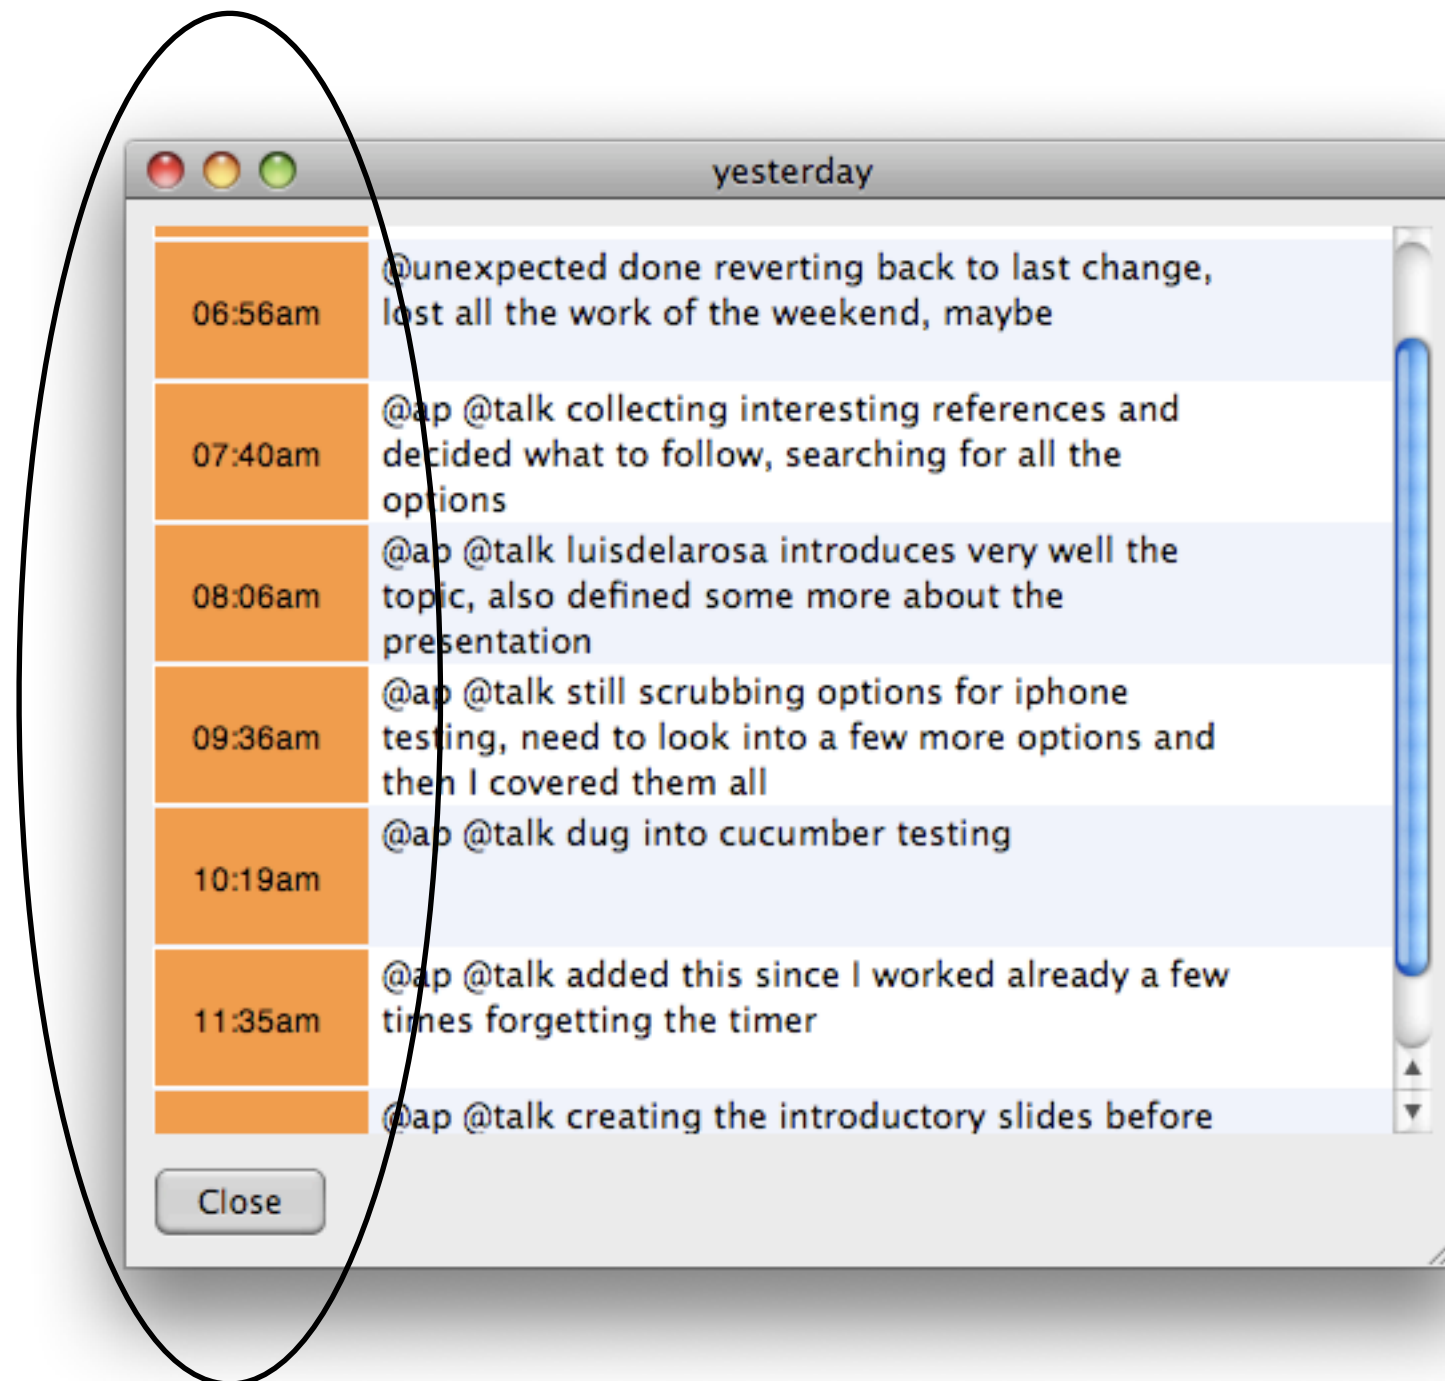 yesterday
06:56am
@unexpected done reverting back to last change,
lost all the work of the weekend, maybe
07:40am
@ap @talk collecting interesting references and
decided what to follow, searching for all the
options
08:06am
@ap @talk luisdelarosa introduces very well the
topic, also defined some more about the
presentation
09:36am
@ap @talk still scrubbing options for iphone
testing, need to look into a few more options and
then I covered them all
10:19am
@ap @talk dug into cucumber testing
11:35am
@ap @talk added this since I worked already a few
times forgetting the timer
@ap @talk creating the introductory slides before
Close